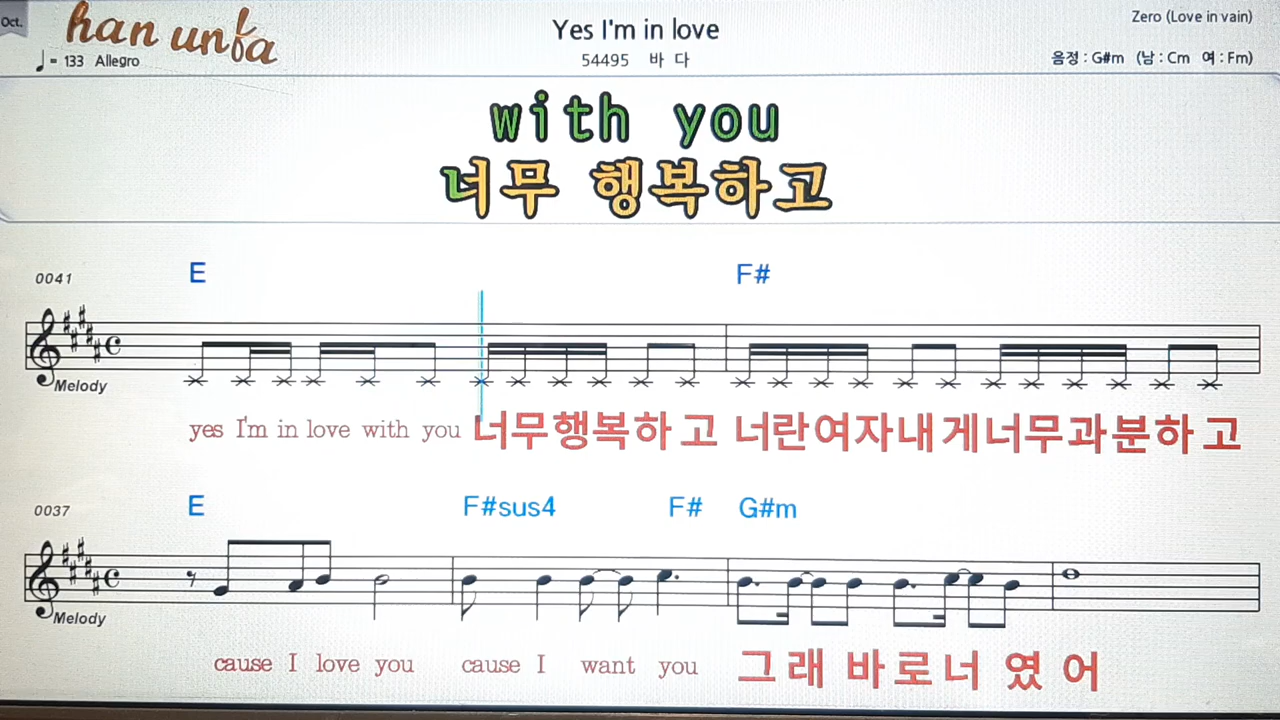 Oct.
han unfa
Yes I'm in love
Zero (Love in vain)
♩ = 133 Allegro
54495 바 다
음정 : G#m (남 : Cm 여 : Fm)
with you
너무 행복하고
0041
E
F#
Melody
yes I'm in love with you 너무행복하고 너란여자내게너무과분하고
0037
E
F#sus4
F#
G#m
Melody
cause I love you cause I want you 그래 바로너 였 어